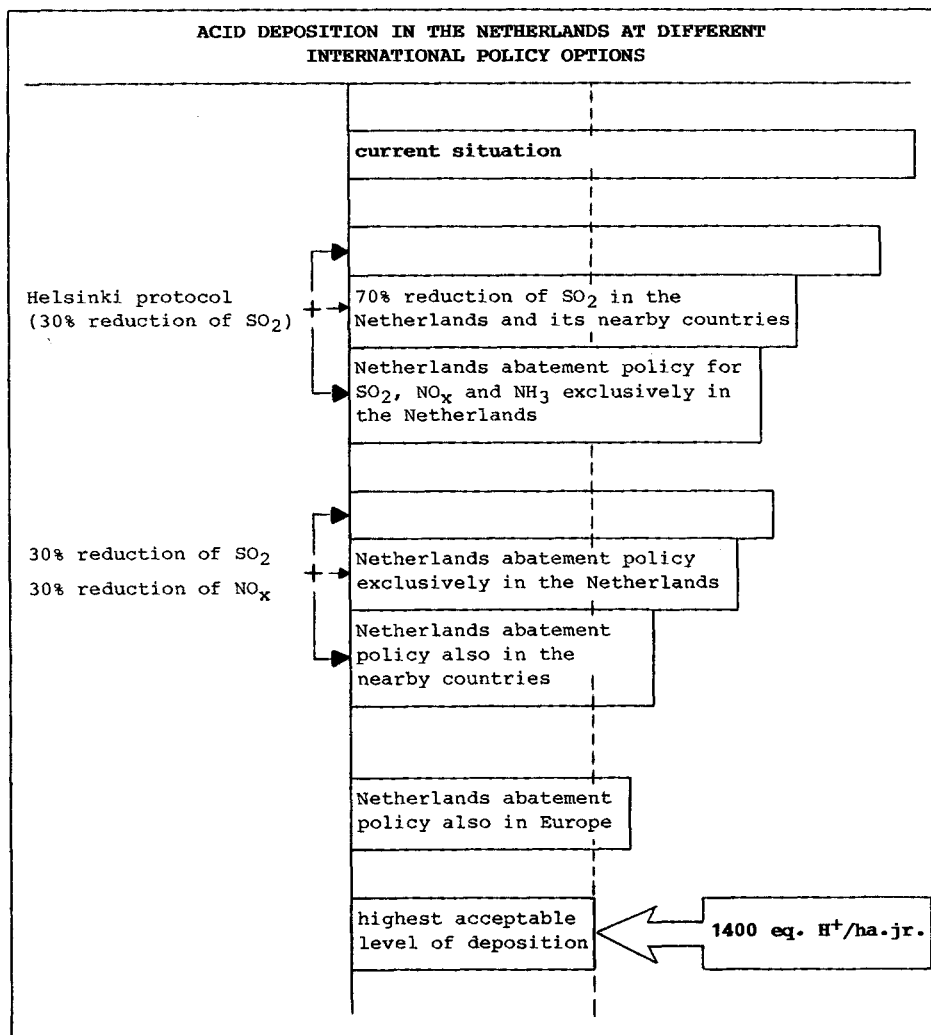 ACID DEPOSITION IN THE NETHERLANDS AT DIFFERENT
INTERNATIONAL POLICY OPTIONS
current situation
Helsinki protocol
(30% reduction of SO₂)
70% reduction of SO₂ in the
Netherlands and its nearby countries
Netherlands abatement policy for
SO₂, NOₓ and NH₃ exclusively in
the Netherlands
30% reduction of SO₂
30% reduction of NOₓ
Netherlands abatement policy
exclusively in the Netherlands
Netherlands abatement
policy also in the
nearby countries
Netherlands abatement
policy also in Europe
highest acceptable
level of deposition
1400 eq. H⁺/ha.jr.